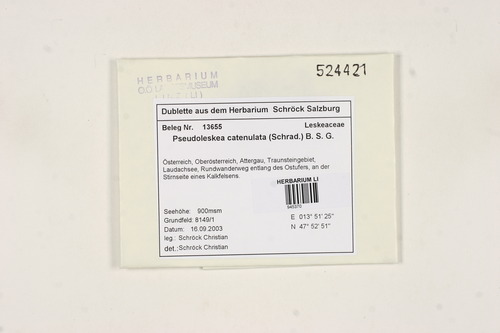 HERBARIUM
MUSEUM
524421
Dublette aus dem Herbarium Schröck Salzburg
Beleg Nr. 13655 Leskeaceae
Pseudoleskea catenulata (Schrad.) B. S. G.
Österreich, Oberösterreich, Attergau, Traunsteingebiet,
Laudachsee, Rundwanderweg entlang des Ostufers, an der
Stirnseite eines Kalkfelsens.
HERBARIUM LI
Seehöhe: 900msm
Grundfeld: 8149/1
Datum: 16.09.2003
leg.: Schröck Christian
det.: Schröck Christian
E 013° 51' 25"
N 47° 52' 51"